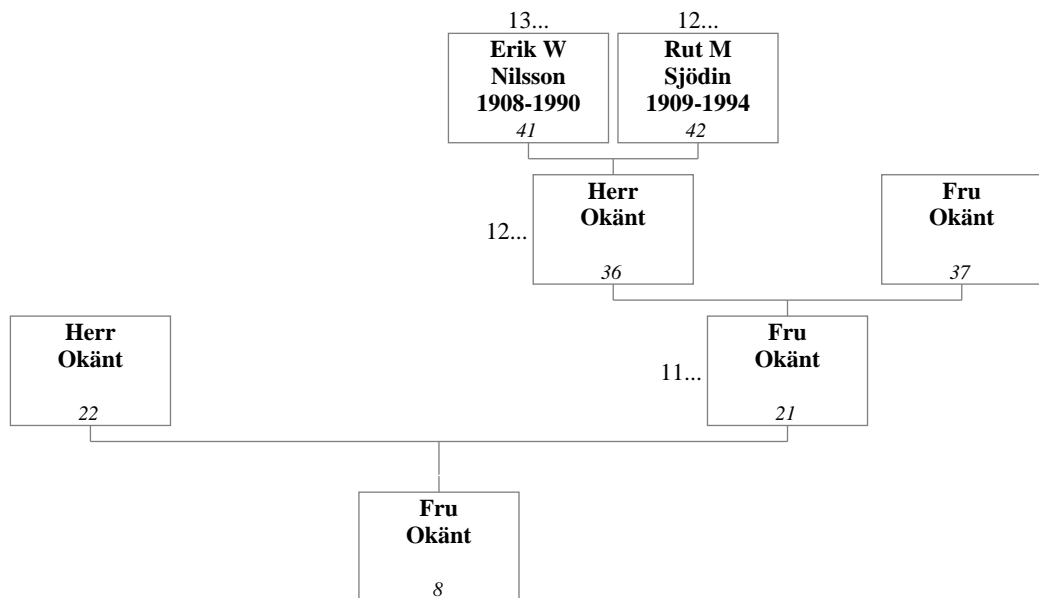 13...
12...
Erik W
Nilsson
1908-1990
41
Rut M
Sjödin
1909-1994
42
12...
Herr
Okänt
36
Fru
Okänt
37
Herr
Okänt
22
11...
Fru
Okänt
21
Fru
Okänt
8